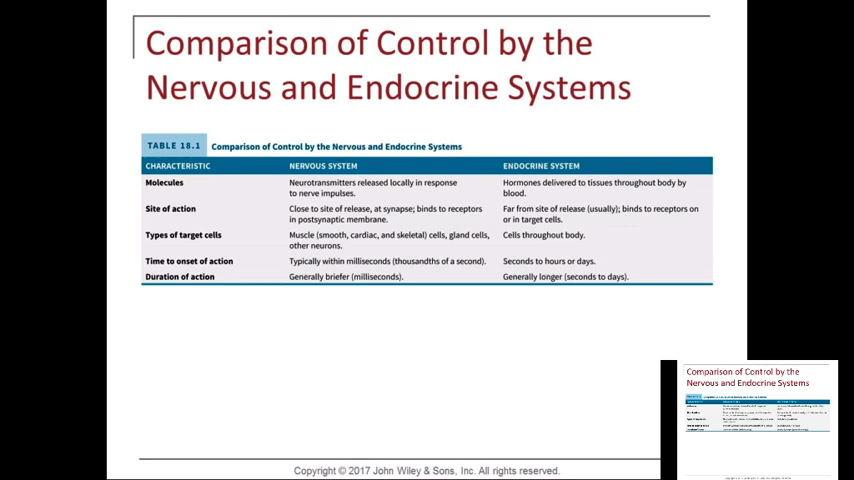 Comparison of Control by the
Nervous and Endocrine Systems
TABLE 18.1 Comparison of Control by the Nervous and Endocrine Systems
CHARACTERISTIC NERVOUS SYSTEM ENDOCRINE SYSTEM
Molecules Neurotransmitters released locally in response Hormones delivered to tissues throughout body by
to nerve impulses. blood.
Site of action Close to site of release, at synapse; binds to receptors Far from site of release (usually); binds to receptors on
in postsynaptic membrane. or in target cells.
Types of target cells Muscle (smooth, cardiac, and skeletal) cells, gland cells, Cells throughout body.
other neurons.
Time to onset of action Typically within milliseconds (thousandths of a second). Seconds to hours or days.
Duration of action Generally briefer (milliseconds). Generally longer (seconds to days).
Copyright © 2017 John Wiley & Sons, Inc. All rights reserved.
Comparison of Control by the
Nervous and Endocrine Systems